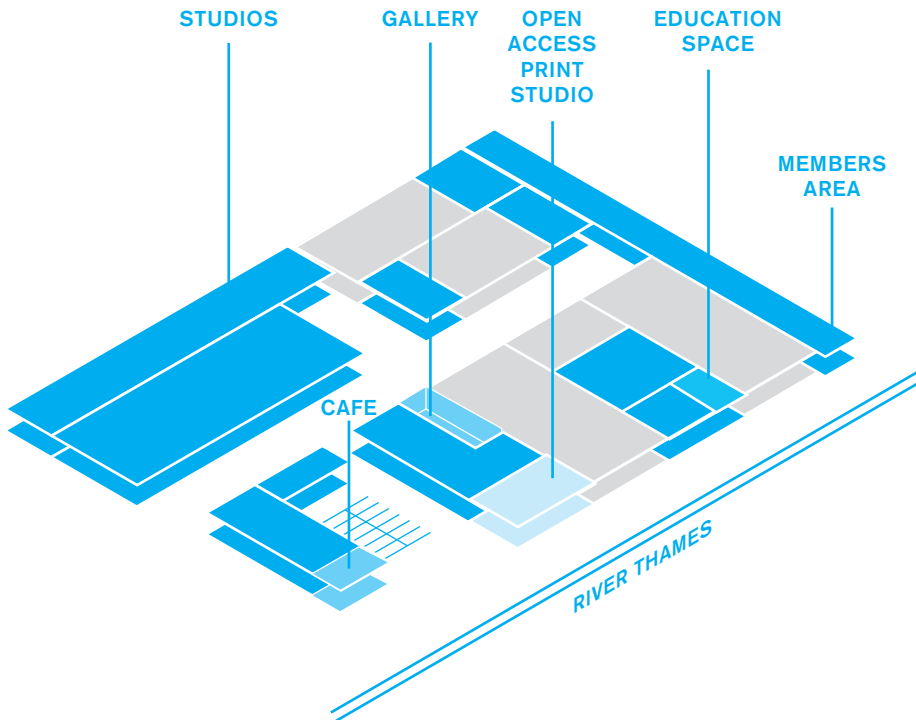 STUDIOS
GALLERY
OPEN
ACCESS
PRINT
STUDIO
EDUCATION
SPACE
MEMBERS
AREA
CAFE
RIVER THAMES